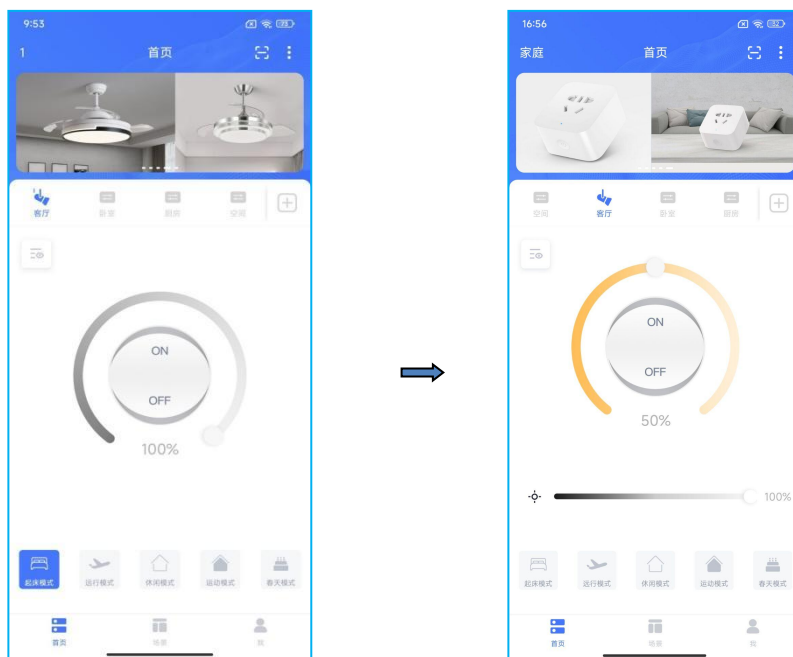 9:53
1
首页
客厅
卧室
厨房
空间
ON
OFF
100%
起床模式
远行模式
休闲模式
运动模式
春天模式
首页
场景
我
16:56
家庭
首页
空间
客厅
卧室
厨房
ON
OFF
50%
100%
起床模式
远行模式
休闲模式
运动模式
春天模式
首页
场景
我